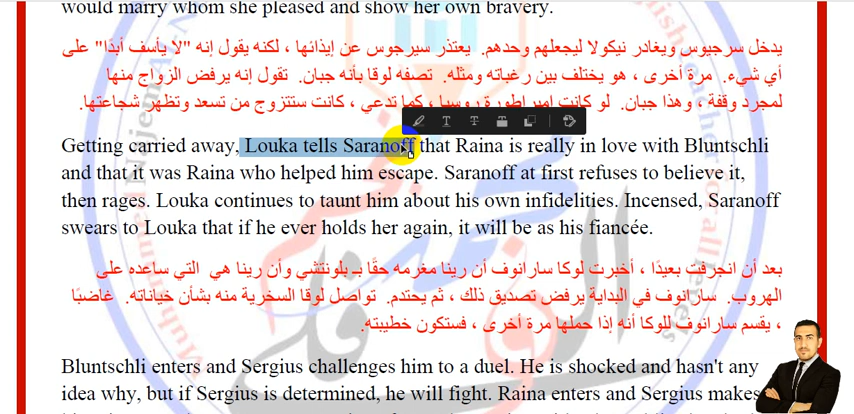 would marry whom she pleased and show her own bravery.
يدخل سرجيوس ويغادر نيكولا ليجعلهم وحدهم. يعتذر سيرجوس عن إيذائها ، لكنه يقول إنه "لا يأسف أبدًا" على
أي شيء. مرة أخرى ، هو يختلف بين رغباته ومثله. تصفه لوقا بأنه جبان. تقول إنه يرفض الزواج منها
لمجرد وقفة ، وهذا جبان. لو كانت إمبراطورة روسيا ، كما تدعي ، كانت ستتزوج من تسعد وتظهر شجاعتها.
Getting carried away, Louka tells Saranoff that Raina is really in love with Bluntschli
and that it was Raina who helped him escape. Saranoff at first refuses to believe it,
then rages. Louka continues to taunt him about his own infidelities. Incensed, Saranoff
swears to Louka that if he ever holds her again, it will be as his fiancée.
بعد أن انجرفت بعيدًا ، أخبرت لوكا سارانوف أن رينا مغرمه حقًا بـ بلونتشي وأن رينا هي التي ساعده على
الهروب. سارانوف في البداية يرفض تصديق ذلك ، ثم يحتدم. تواصل لوقا السخرية منه بشأن خياناته. غاضبًا
، يقسم سارانوف للوكا أنه إذا حملها مرة أخرى ، فستكون خطيبته.
Bluntschli enters and Sergius challenges him to a duel. He is shocked and hasn't any
idea why, but if Sergius is determined, he will fight. Raina enters and Sergius makes